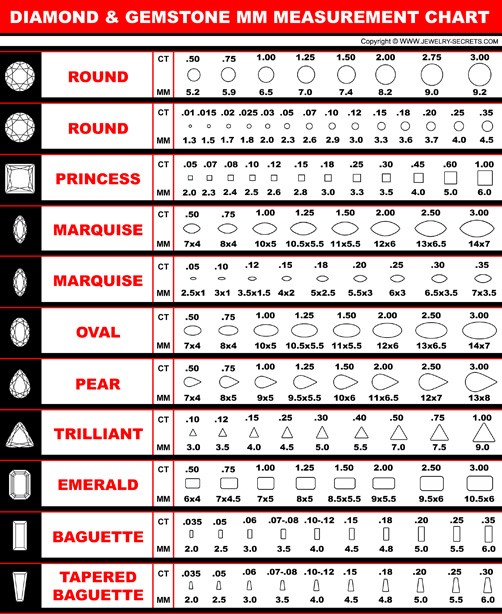 DIAMOND & GEMSTONE MM MEASUREMENT CHART
Copyright © WWW.JEWELRY-SECRETS.COM
CT .50 .75 1.00 1.25 1.50 2.00 2.75 3.00
ROUND
MM 5.2 5.9 6.5 7.0 7.4 8.2 9.0 9.2
CT .01 .015 .02 .025 .03 .05 .07 .10 .12 .15 .18 .20 .25 .35
ROUND
MM 1.3 1.5 1.7 1.8 2.0 2.3 2.6 2.9 3.0 3.3 3.6 3.7 4.0 4.5
CT .05 .07 .08 .10 .12 .15 .18 .25 .30 .45 .60 1.00
PRINCESS
MM 2.0 2.3 2.4 2.5 2.6 2.8 3.0 3.3 3.5 4.0 5.0 6.0
CT .50 .75 1.00 1.25 1.50 2.00 2.50 3.00
MARQUISE
MM 7x4 8x4 10x5 10.5x5.5 11x5.5 12x6 13x6.5 14x7
CT .05 .10 .12 .15 .18 .20 .25 .30 .35
MARQUISE
MM 2.5x1 3x1 3.5x1.5 4x2 5x2.5 5.5x3 6x3 6.5x3.5 7x3.5
CT .50 .75 1.00 1.25 1.50 2.00 2.50 3.00
OVAL
MM 7x4 8x4 10x5 10.5x5.5 11x5.5 12x6 13x6.5 14x7
CT .50 .75 1.00 1.25 1.50 2.00 2.50 3.00
PEAR
MM 7x4 8x5 9x5 9.5x5.5 10x6 11x6.5 12x7 13x8
CT .10 .12 .15 .25 .30 .40 .50 .75 1.00
TRILLIANT
MM 3.0 3.5 4.0 4.5 5.0 5.5 7.0 7.5 9.0
CT .50 .75 1.00 1.25 1.50 2.00 2.50 3.00
EMERALD
MM 6x4 7x4.5 7x5 8x5 8.5x5.5 9x5.5 9.5x6 10.5x6
CT .035 .05 .06 .07-.08 .10-.12 .15 .18 .20 .25 .35
BAGUETTE
MM 2.0 2.5 3.0 3.5 4.0 4.5 4.8 5.0 5.5 6.0
CT .035 .05 .06 .07-.08 .10-.12 .15 .18 .20 .25 .30
TAPERED
BAGUETTE
MM 2.0 2.5 3.0 3.5 4.0 4.5 4.8 5.0 5.5 6.0